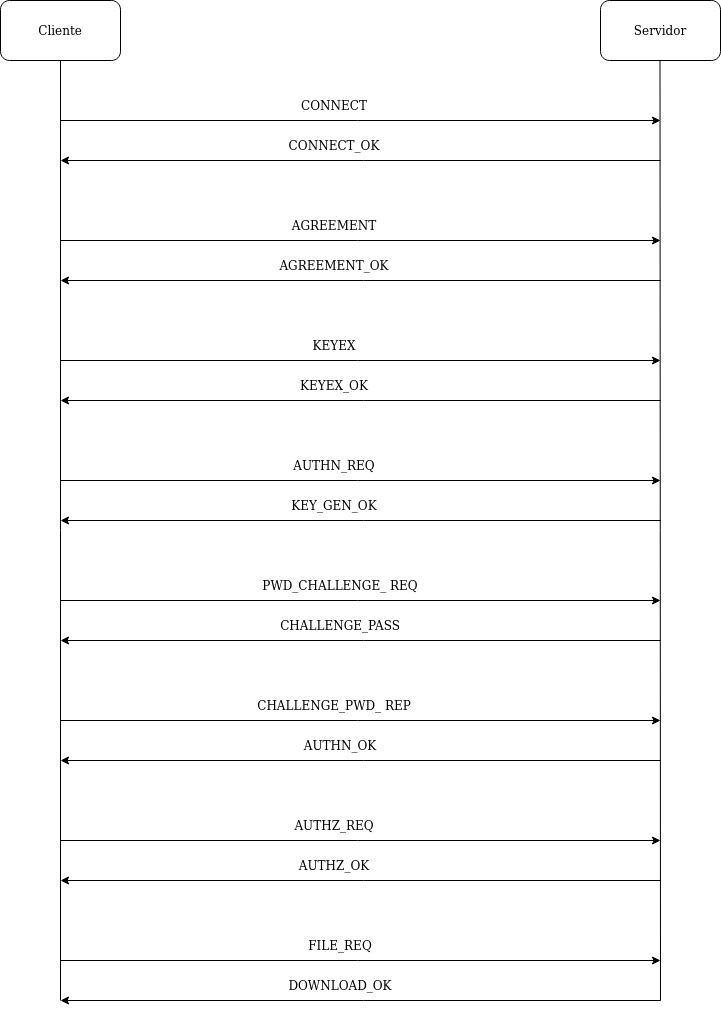 Cliente
Servidor
CONNECT
CONNECT_OK
AGREEMENT
AGREEMENT_OK
KEYEX
KEYEX_OK
AUTHN_REQ
KEY_GEN_OK
PWD_CHALLENGE_ REQ
CHALLENGE_PASS
CHALLENGE_PWD_ REP
AUTHN_OK
AUTHZ_REQ
AUTHZ_OK
FILE_REQ
DOWNLOAD_OK